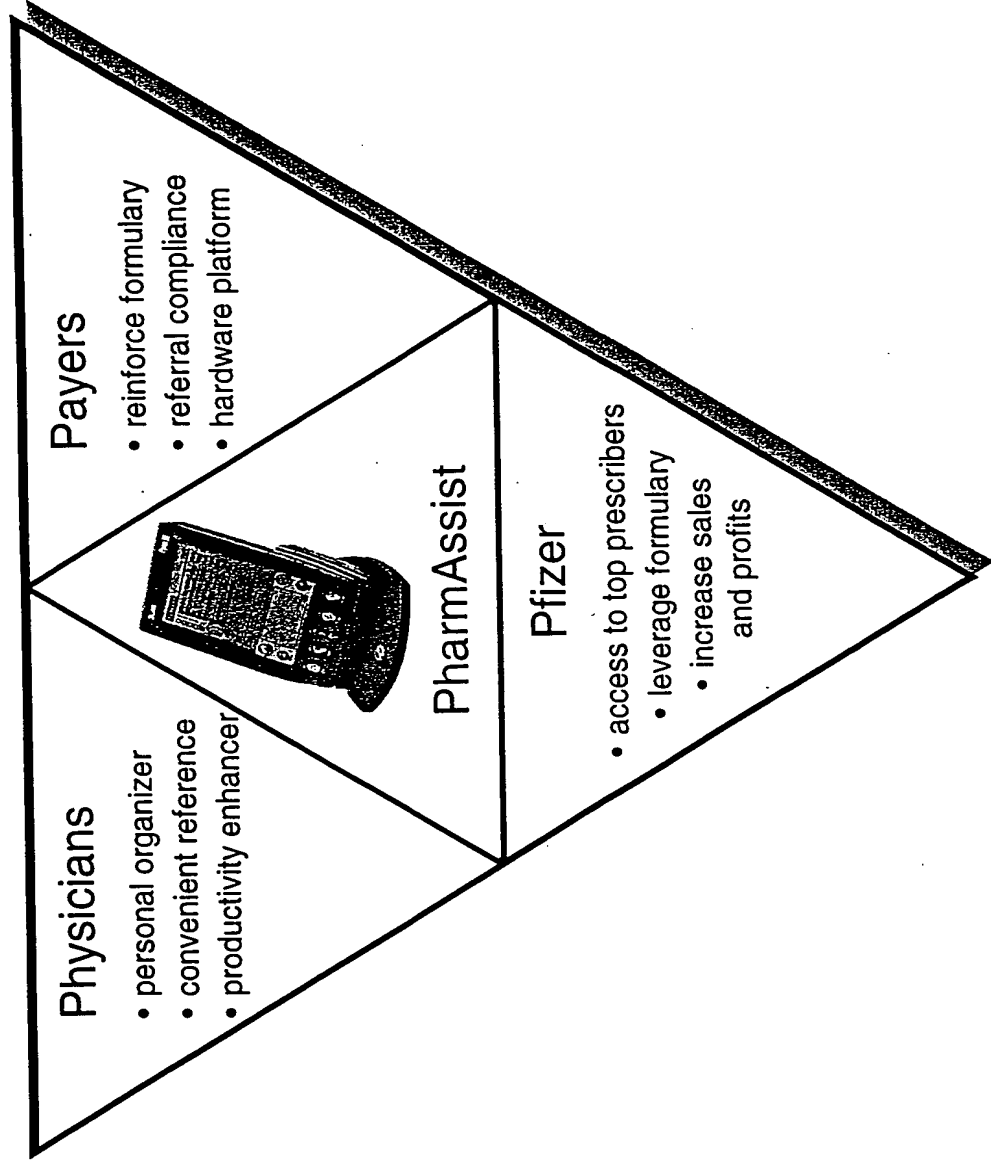 Physicians
• personal organizer
• convenient reference
• productivity enhancer
Payers
• reinforce formulary
• referral compliance
• hardware platform
PharmAssist
Pfizer
• access to top prescribers
• leverage formulary
• increase sales
and profits